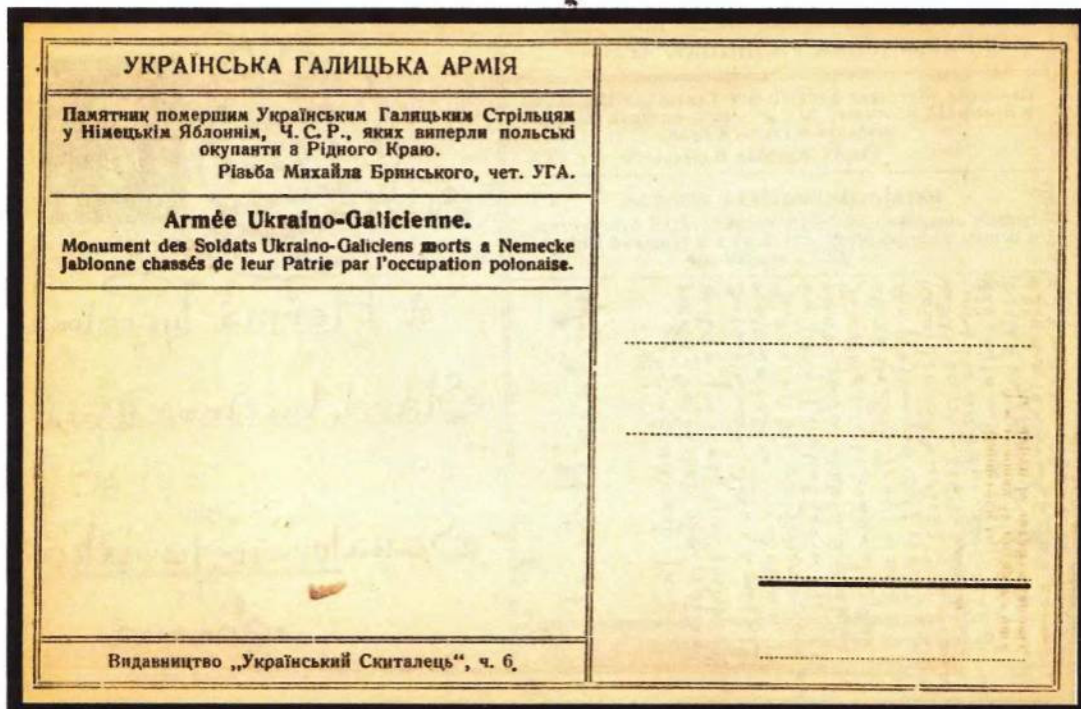 УКРАЇНСЬКА ГАЛИЦЬКА АРМІЯ
Памятник помершим Українським Галицьким Стрільцям
у Німецькім Яблоннім, Ч. С. Р., яких виперли польські
окупанти з Рідного Краю.
Різьба Михайла Бринського, чет. УГА.
Armée Ukraino-Galicienne.
Monument des Soldats Ukraino-Galiciens morts a Nemecke
Jablonne chassés de leur Patrie par l'occupation polonaise.
Видавництво „Український Скиталець“, ч. 6.